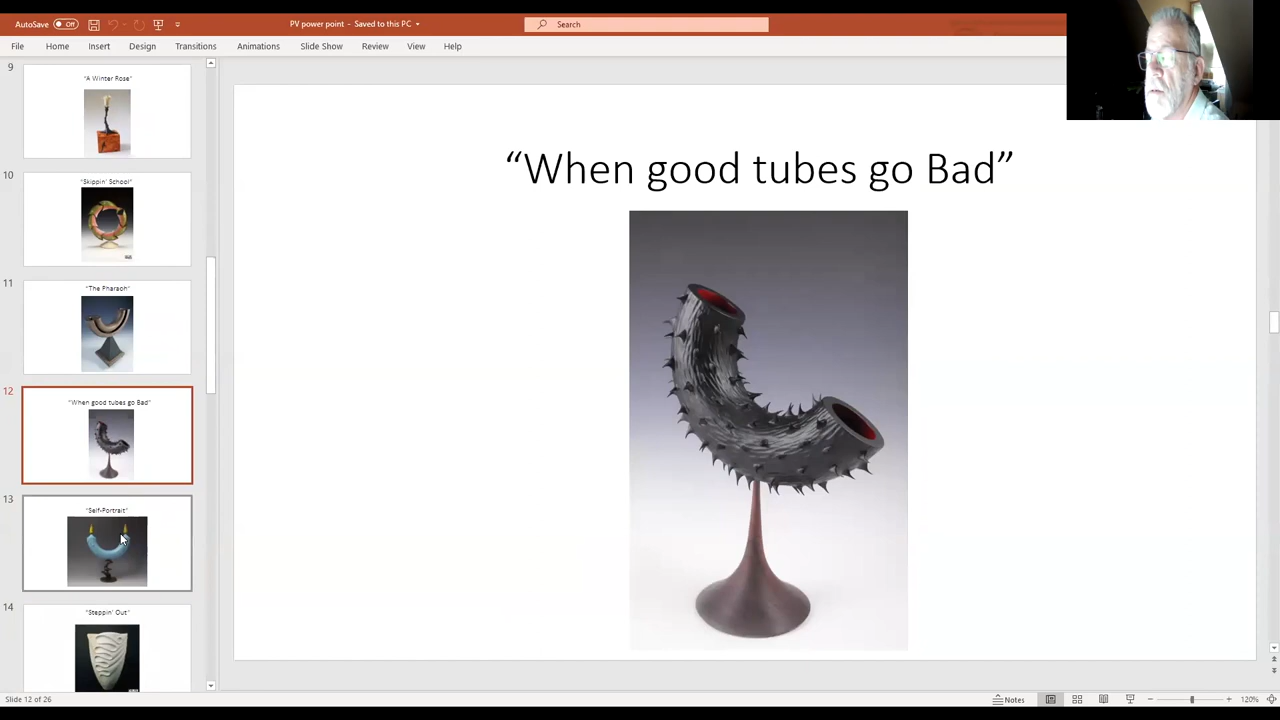 AutoSave Off
PV power point - Saved to this PC
Search
File Home Insert Design Transitions Animations Slide Show Review View Help
9
"A Winter Rose"
10
"Skippin' School"
11
"The Pharaoh"
12
"When good tubes go Bad"
13
"Self-Portrait"
14
"Steppin' Out"
“When good tubes go Bad”
Slide 12 of 26
Notes
120%